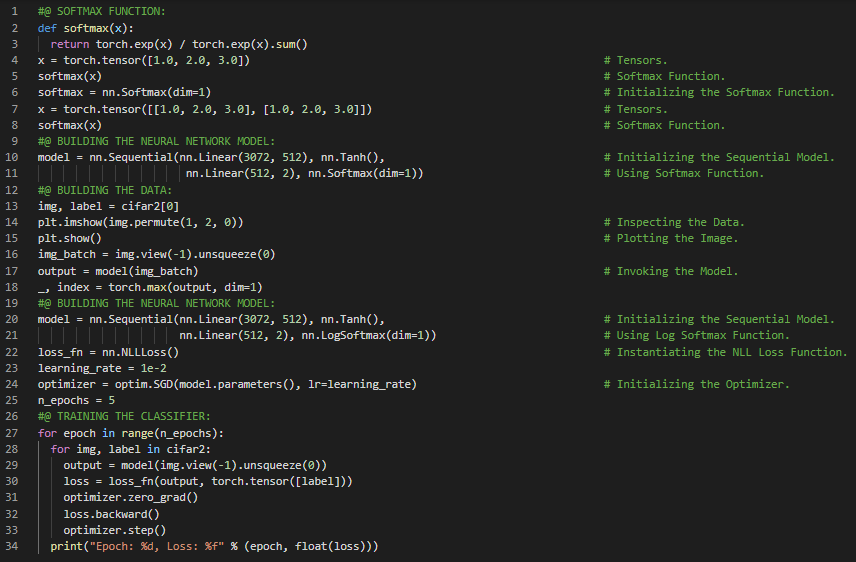 1 #@ SOFTMAX FUNCTION:
2 def softmax(x):
3 return torch.exp(x) / torch.exp(x).sum()
4 x = torch.tensor([1.0, 2.0, 3.0]) # Tensors.
5 softmax(x) # Softmax Function.
6 softmax = nn.Softmax(dim=1) # Initializing the Softmax Function.
7 x = torch.tensor([[1.0, 2.0, 3.0], [1.0, 2.0, 3.0]]) # Tensors.
8 softmax(x) # Softmax Function.
9 #@ BUILDING THE NEURAL NETWORK MODEL:
10 model = nn.Sequential(nn.Linear(3072, 512), nn.Tanh(), # Initializing the Sequential Model.
11 nn.Linear(512, 2), nn.Softmax(dim=1)) # Using Softmax Function.
12 #@ BUILDING THE DATA:
13 img, label = cifar2[0]
14 plt.imshow(img.permute(1, 2, 0)) # Inspecting the Data.
15 plt.show() # Plotting the Image.
16 img_batch = img.view(-1).unsqueeze(0)
17 output = model(img_batch) # Invoking the Model.
18 _, index = torch.max(output, dim=1)
19 #@ BUILDING THE NEURAL NETWORK MODEL:
20 model = nn.Sequential(nn.Linear(3072, 512), nn.Tanh(), # Initializing the Sequential Model.
21 nn.Linear(512, 2), nn.LogSoftmax(dim=1)) # Using Log Softmax Function.
22 loss_fn = nn.NLLLoss() # Instantiating the NLL Loss Function.
23 learning_rate = 1e-2
24 optimizer = optim.SGD(model.parameters(), lr=learning_rate) # Initializing the Optimizer.
25 n_epochs = 5
26 #@ TRAINING THE CLASSIFIER:
27 for epoch in range(n_epochs):
28 for img, label in cifar2:
29 output = model(img.view(-1).unsqueeze(0))
30 loss = loss_fn(output, torch.tensor([label]))
31 optimizer.zero_grad()
32 loss.backward()
33 optimizer.step()
34 print("Epoch: %d, Loss: %f" % (epoch, float(loss)))